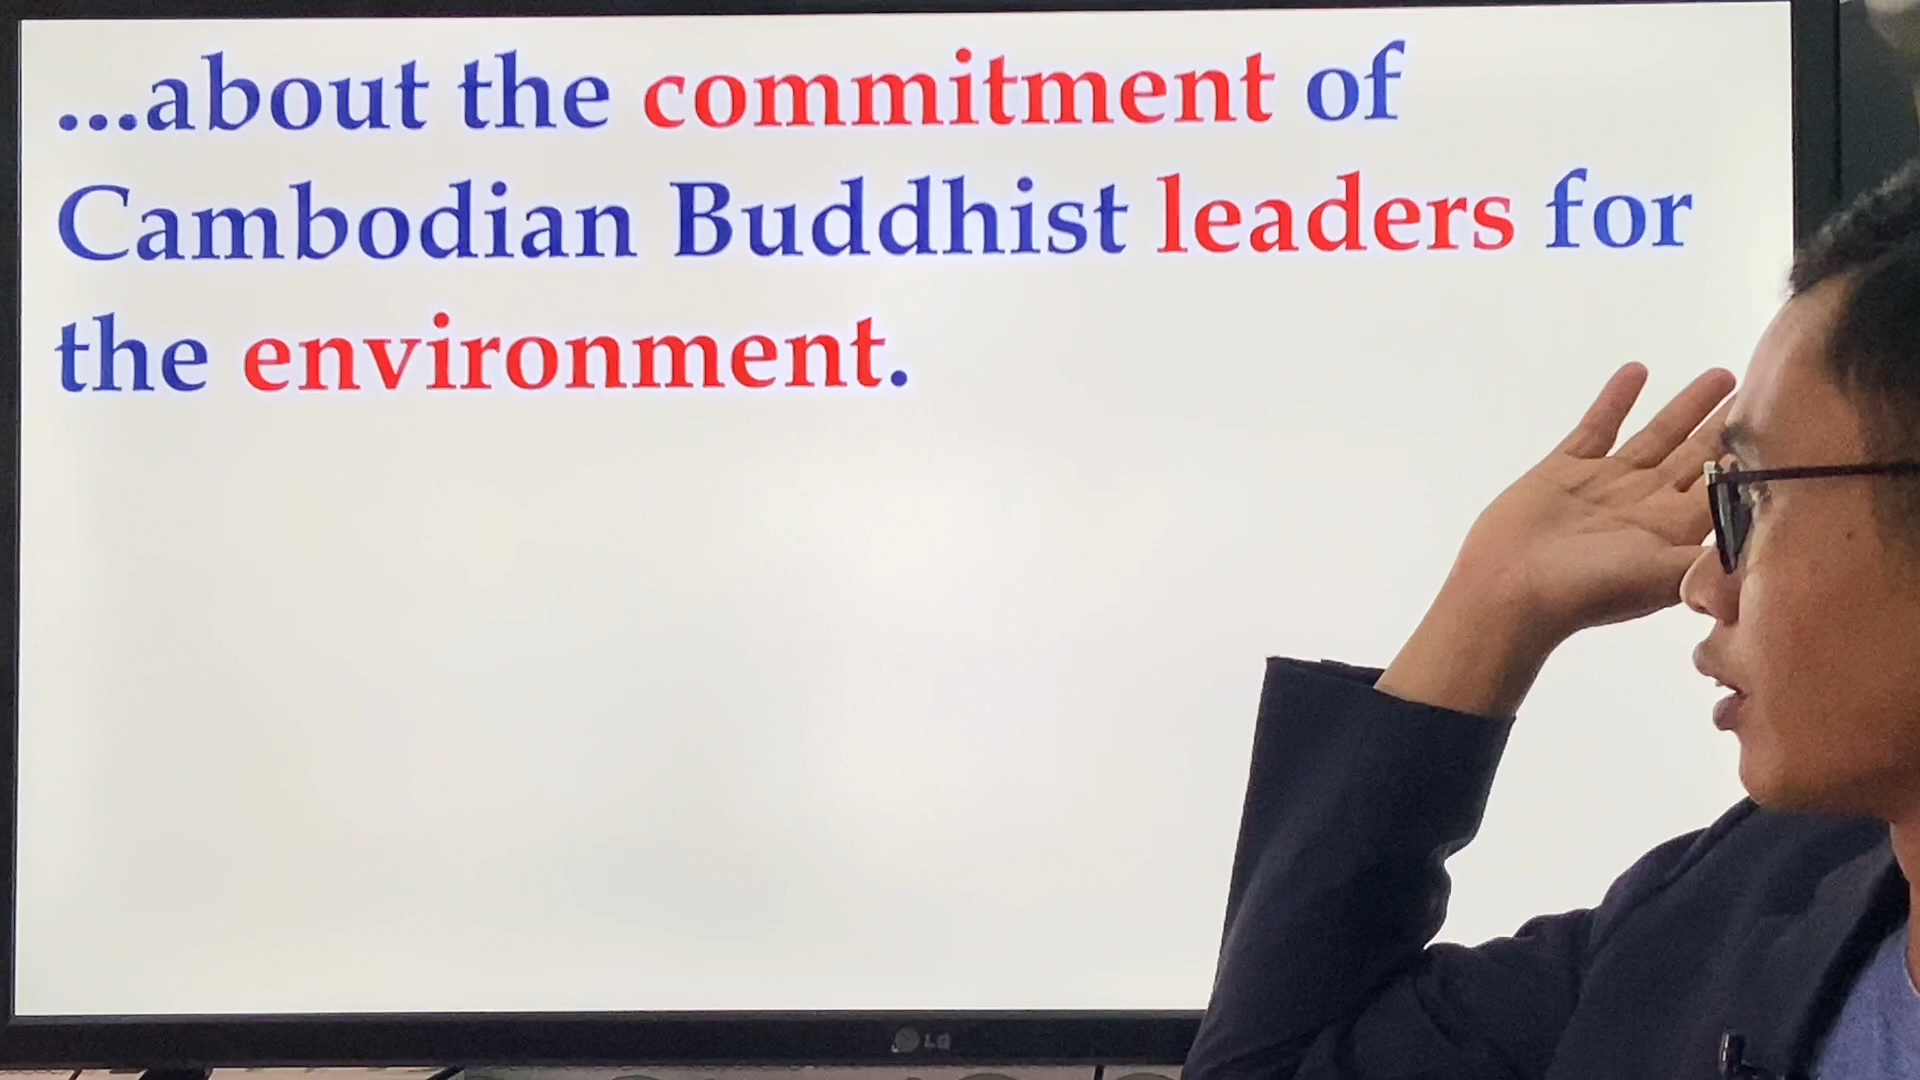 ...about the commitment of
Cambodian Buddhist leaders for
the environment.
LG